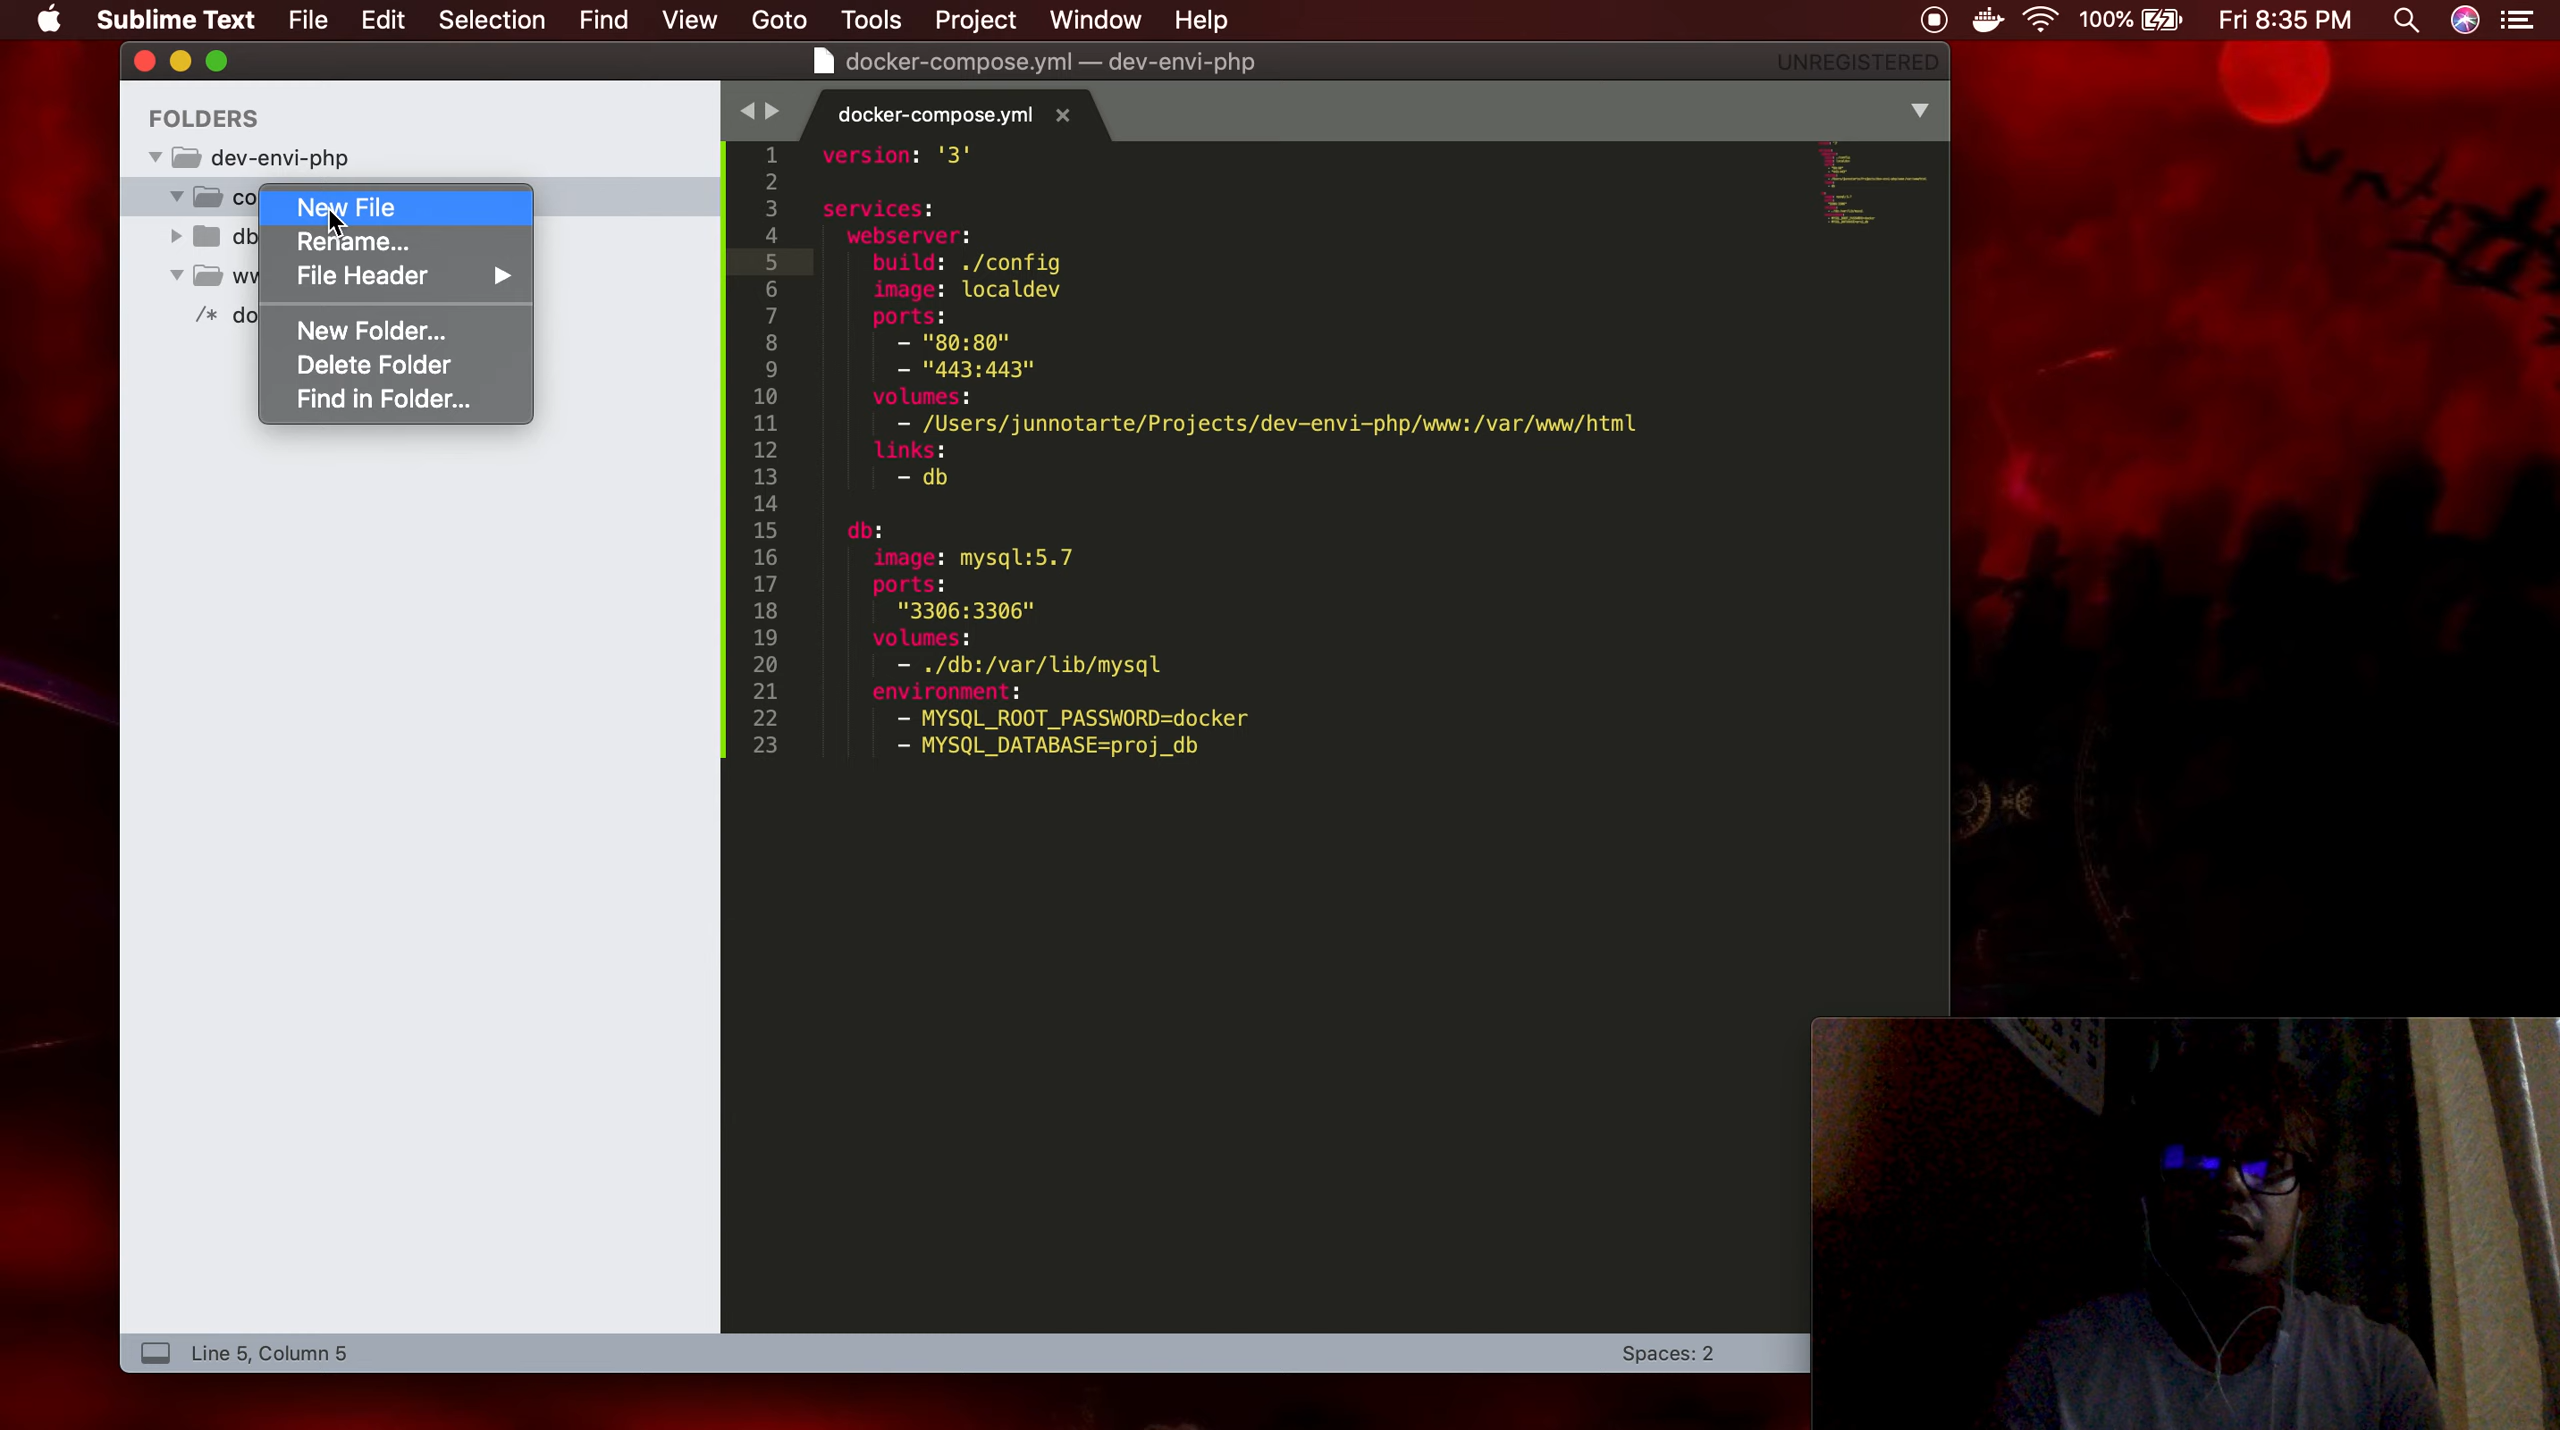 Sublime Text File Edit Selection Find View Goto Tools Project Window Help 100% Fri 8:35 PM
docker-compose.yml — dev-envi-php UNREGISTERED
FOLDERS
dev-envi-php
co
db
ww
/* do
New File
Rename...
File Header
New Folder...
Delete Folder
Find in Folder...
docker-compose.yml
1 version: '3'
2
3 services:
4 webserver:
5 build: ./config
6 image: localdev
7 ports:
8 - "80:80"
9 - "443:443"
10 volumes:
11 - /Users/junnotarte/Projects/dev-envi-php/www:/var/www/html
12 links:
13 - db
14
15 db:
16 image: mysql:5.7
17 ports:
18 "3306:3306"
19 volumes:
20 - ./db:/var/lib/mysql
21 environment:
22 - MYSQL_ROOT_PASSWORD=docker
23 - MYSQL_DATABASE=proj_db
Line 5, Column 5 Spaces: 2